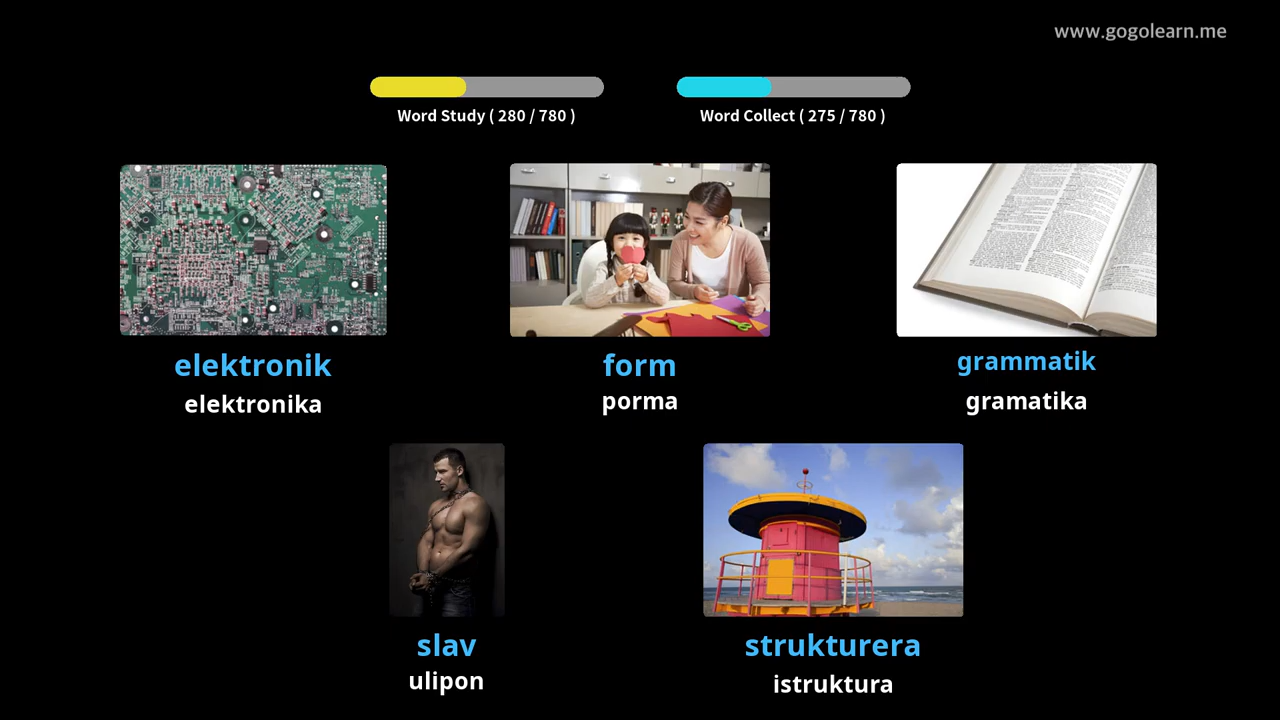 www.gogolearn.me
Word Study ( 280 / 780 )
Word Collect ( 275 / 780 )
elektronik
elektronika
form
porma
grammatik
gramatika
slav
ulipon
strukturera
istruktura